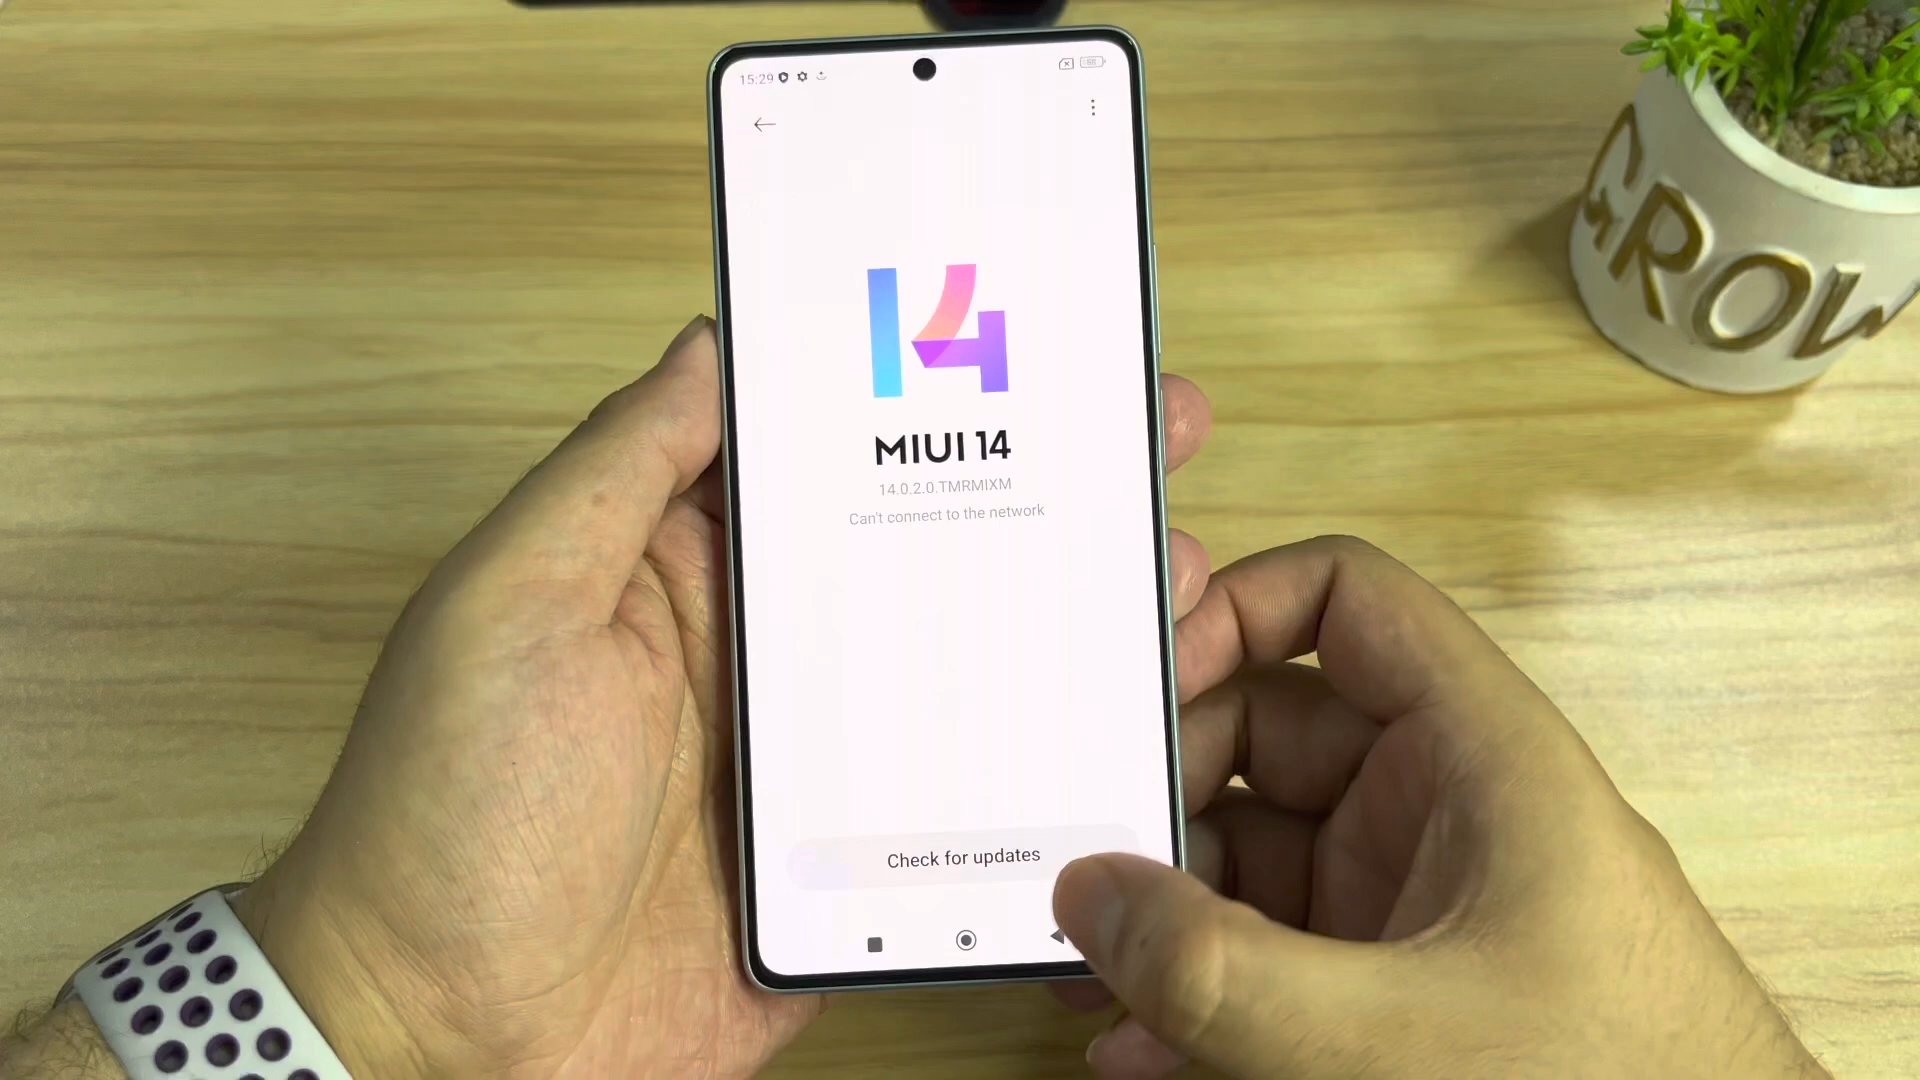 15:29
88
14
MIUI 14
14.0.2.0.TMRMIXM
Can't connect to the network
Check for updates
GROW